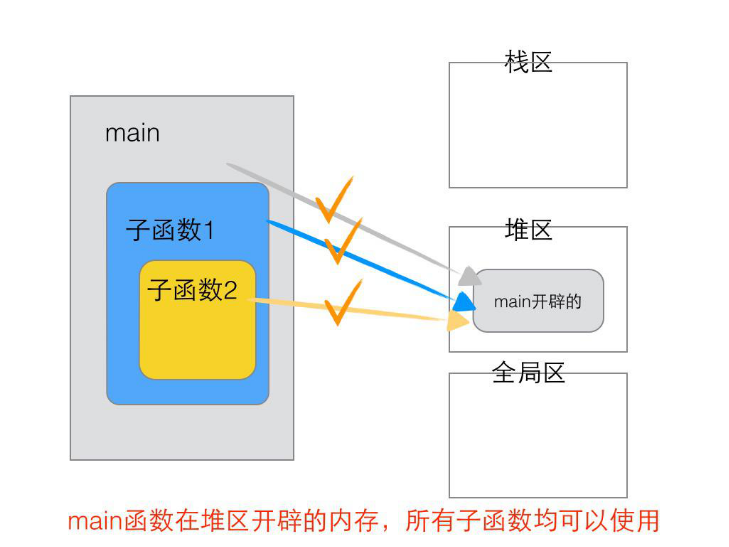 main
子函数1
子函数2
栈区
堆区
main开辟的
全局区
main函数在堆区开辟的内存，所有子函数均可以使用